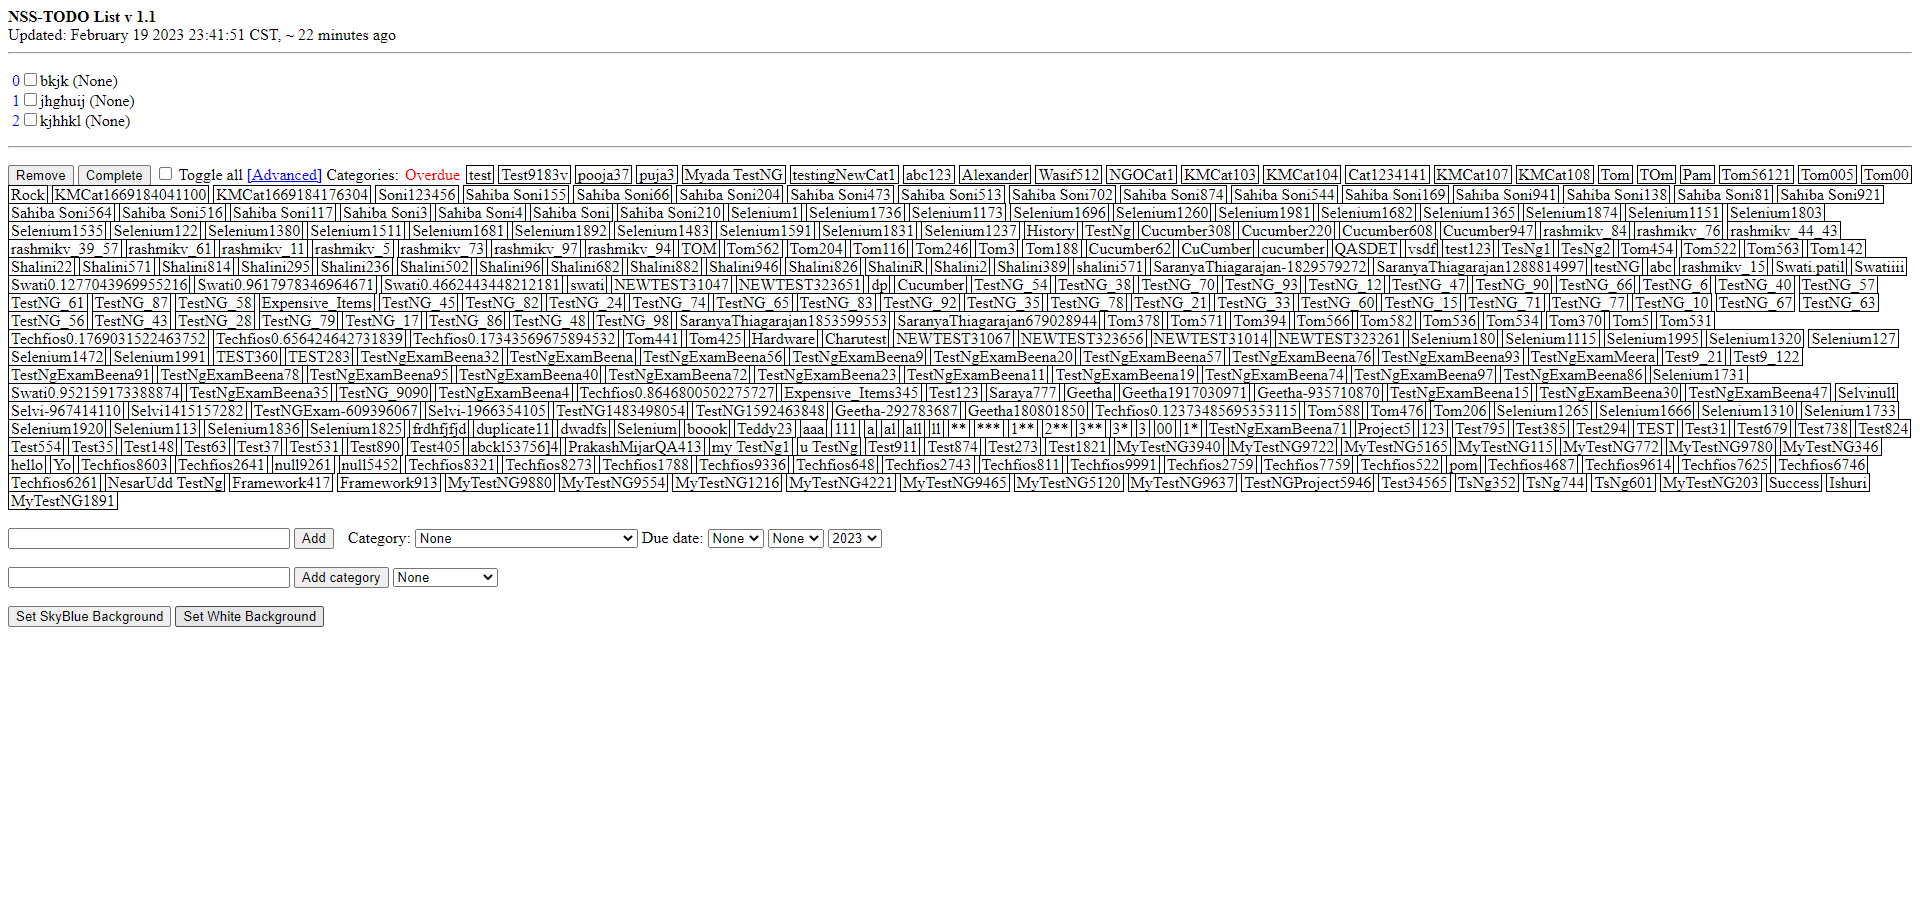 NSS-TODO List v 1.1
Updated: February 19 2023 23:41:51 CST, ~ 22 minutes ago
0 bkjk (None)
1 jhghuij (None)
2 kjhhkl (None)
Remove Complete Toggle all [Advanced] Categories: Overdue test Test9183v pooja37 puja3 Myada TestNG testingNewCat1 abc123 Alexander Wasif512 NGOCat1 KMCat103 KMCat104 Cat1234141 KMCat107 KMCat108 Tom TOm Pam Tom56121 Tom005 Tom00
Rock KMCat1669184041100 KMCat1669184176304 Soni123456 Sahiba Soni155 Sahiba Soni66 Sahiba Soni204 Sahiba Soni473 Sahiba Soni513 Sahiba Soni702 Sahiba Soni874 Sahiba Soni544 Sahiba Soni169 Sahiba Soni941 Sahiba Soni138 Sahiba Soni81 Sahiba Soni921
Sahiba Soni564 Sahiba Soni516 Sahiba Soni117 Sahiba Soni3 Sahiba Soni4 Sahiba Soni Sahiba Soni210 Selenium1 Selenium1736 Selenium1173 Selenium1696 Selenium1260 Selenium1981 Selenium1682 Selenium1365 Selenium1874 Selenium1151 Selenium1803
Selenium1535 Selenium122 Selenium1380 Selenium1511 Selenium1681 Selenium1892 Selenium1483 Selenium1591 Selenium1831 Selenium1237 History TestNg Cucumber308 Cucumber220 Cucumber608 Cucumber947 rashmikv_84 rashmikv_76 rashmikv_44_43
rashmikv_39_57 rashmikv_61 rashmikv_11 rashmikv_5 rashmikv_73 rashmikv_97 rashmikv_94 TOM Tom562 Tom204 Tom116 Tom246 Tom3 Tom188 Cucumber62 CuCumber cucumber QASDET vsdf test123 TesNg1 TesNg2 Tom454 Tom522 Tom563 Tom142
Shalini22 Shalini571 Shalini814 Shalini295 Shalini236 Shalini502 Shalini96 Shalini682 Shalini882 Shalini946 Shalini826 ShaliniR Shalini2 Shalini389 shalini571 SaranyaThiagarajan-1829579272 SaranyaThiagarajan1288814997 testNG abc rashmikv_15 Swati.patil Swatiiii
Swati0.1277043969955216 Swati0.9617978346964671 Swati0.4662443448212181 swati NEWTEST31047 NEWTEST323651 dp Cucumber TestNG_54 TestNG_38 TestNG_70 TestNG_93 TestNG_12 TestNG_47 TestNG_90 TestNG_66 TestNG_6 TestNG_40 TestNG_57
TestNG_61 TestNG_87 TestNG_58 Expensive_Items TestNG_45 TestNG_82 TestNG_24 TestNG_74 TestNG_65 TestNG_83 TestNG_92 TestNG_35 TestNG_78 TestNG_21 TestNG_33 TestNG_60 TestNG_15 TestNG_71 TestNG_77 TestNG_10 TestNG_67 TestNG_63
TestNG_56 TestNG_43 TestNG_28 TestNG_79 TestNG_17 TestNG_86 TestNG_48 TestNG_98 SaranyaThiagarajan1853599553 SaranyaThiagarajan679028944 Tom378 Tom571 Tom394 Tom566 Tom582 Tom536 Tom534 Tom370 Tom5 Tom531
Techfios0.1769031522463752 Techfios0.656424642731839 Techfios0.17343569675894532 Tom441 Tom425 Hardware Charutest NEWTEST31067 NEWTEST323656 NEWTEST31014 NEWTEST323261 Selenium180 Selenium1115 Selenium1995 Selenium1320 Selenium127
Selenium1472 Selenium1991 TEST360 TEST283 TestNgExamBeena32 TestNgExamBeena TestNgExamBeena56 TestNgExamBeena9 TestNgExamBeena20 TestNgExamBeena57 TestNgExamBeena76 TestNgExamBeena93 TestNgExamMeera Test9_21 Test9_122
TestNgExamBeena91 TestNgExamBeena78 TestNgExamBeena95 TestNgExamBeena40 TestNgExamBeena72 TestNgExamBeena23 TestNgExamBeena11 TestNgExamBeena19 TestNgExamBeena74 TestNgExamBeena97 TestNgExamBeena86 Selenium1731
Swati0.952159173388874 TestNgExamBeena35 TestNG_9090 TestNgExamBeena4 Techfios0.8646800502275727 Expensive_Items345 Test123 Saraya777 Geetha Geetha1917030971 Geetha-935710870 TestNgExamBeena15 TestNgExamBeena30 TestNgExamBeena47 Selvinull
Selvi-967414110 Selvi1415157282 TestNGExam-609396067 Selvi-1966354105 TestNG1483498054 TestNG1592463848 Geetha-292783687 Geetha180801850 Techfios0.12373485695353115 Tom588 Tom476 Tom206 Selenium1265 Selenium1666 Selenium1310 Selenium1733
Selenium1920 Selenium113 Selenium1836 Selenium1825 frdhfjfjd duplicate11 dwadfs Selenium boook Teddy23 aaa 111 a al all ll ** *** 1** 2** 3** 3* 3 00 1* TestNgExamBeena71 Project5 123 Test795 Test385 Test294 TEST Test31 Test679 Test738 Test824
Test554 Test35 Test148 Test63 Test37 Test531 Test890 Test405 abckl53756]4 PrakashMijarQA413 my TestNg1 u TestNg Test911 Test874 Test273 Test1821 MyTestNG3940 MyTestNG9722 MyTestNG5165 MyTestNG115 MyTestNG772 MyTestNG9780 MyTestNG346
hello Yo Techfios8603 Techfios2641 null9261 null5452 Techfios8321 Techfios8273 Techfios1788 Techfios9336 Techfios648 Techfios2743 Techfios811 Techfios9991 Techfios2759 Techfios7759 Techfios522 pom Techfios4687 Techfios9614 Techfios7625 Techfios6746
Techfios6261 NesarUdd TestNg Framework417 Framework913 MyTestNG9880 MyTestNG9554 MyTestNG1216 MyTestNG4221 MyTestNG9465 MyTestNG5120 MyTestNG9637 TestNGProject5946 Test34565 TsNg352 TsNg744 TsNg601 MyTestNG203 Success Ishuri
MyTestNG1891
Add Category: None Due date: None None 2023
Add category None
Set SkyBlue Background Set White Background